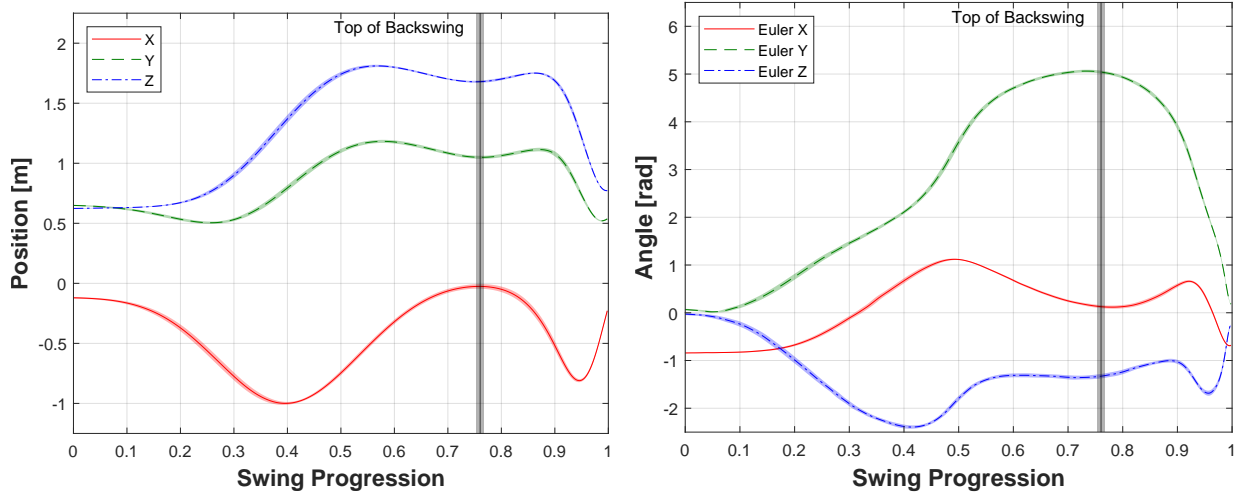 Top of Backswing
X
Y
Z
2
1.5
1
0.5
0
-0.5
-1
0 0.1 0.2 0.3 0.4 0.5 0.6 0.7 0.8 0.9 1
Position [m]
Swing Progression
Top of Backswing
Euler X
Euler Y
Euler Z
6
5
4
3
2
1
0
-1
-2
0 0.1 0.2 0.3 0.4 0.5 0.6 0.7 0.8 0.9 1
Angle [rad]
Swing Progression